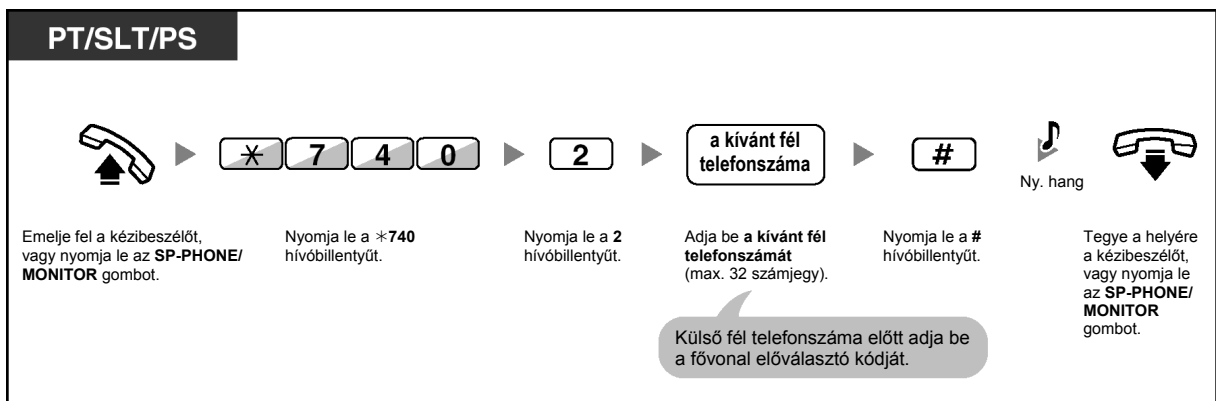 PT/SLT/PS
* 7 4 0
2
a kívánt fél
telefonszáma
#
Ny. hang
Emelje fel a kézibeszélőt,
vagy nyomja le az SP-PHONE/
MONITOR gombot.
Nyomja le a *740
hívóbillentyűt.
Nyomja le a 2
hívóbillentyűt.
Adja be a kívánt fél
telefonszámát
(max. 32 számjegy).
Nyomja le a #
hívóbillentyűt.
Tegye a helyére
a kézibeszélőt,
vagy nyomja le
az SP-PHONE/
MONITOR
gombot.
Külső fél telefonszáma előtt adja be
a fővonal előválasztó kódját.